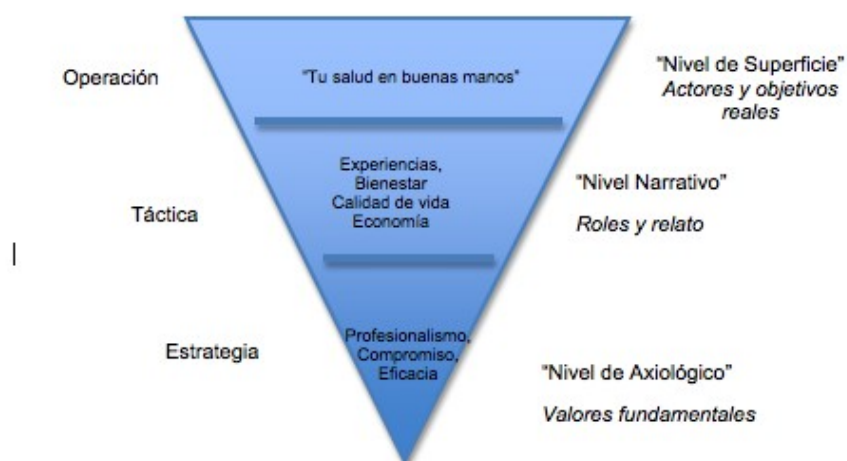 Operación
"Tu salud en buenas manos"
"Nivel de Superficie"
Actores y objetivos
reales
Experiencias,
Bienestar
Calidad de vida
Economía
Táctica
"Nivel Narrativo"
Roles y relato
Estrategia
Profesionalismo,
Compromiso,
Eficacia
"Nivel de Axiológico"
Valores fundamentales